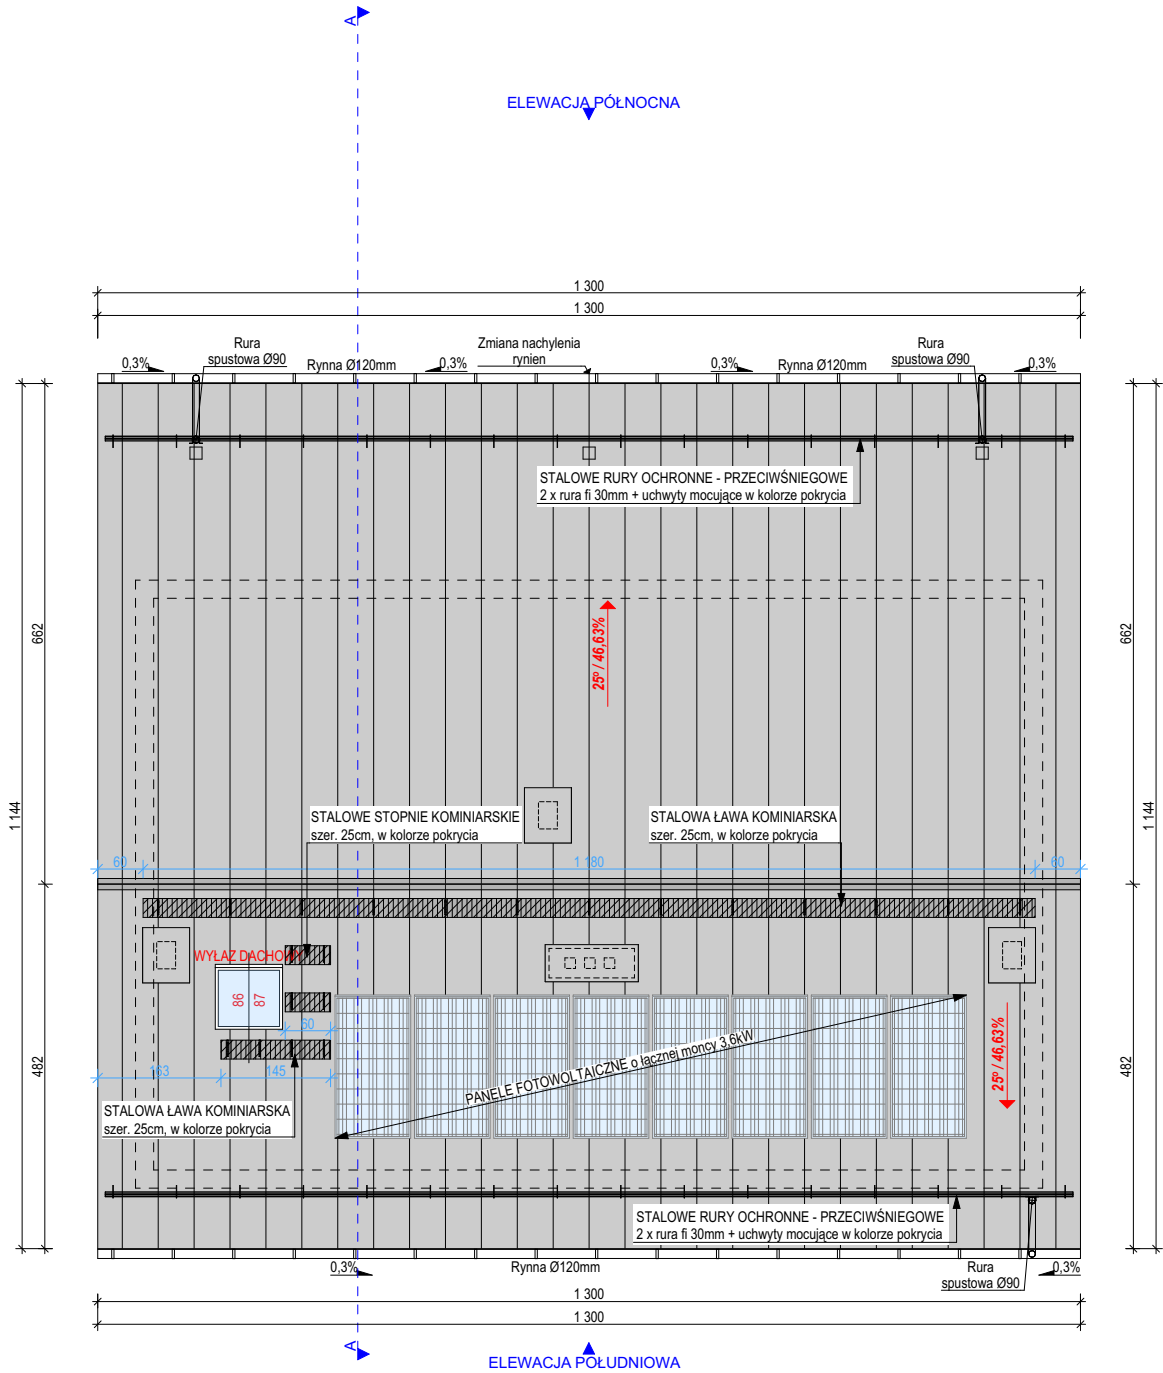 A
ELEWACJA PÓŁNOCNA
1 300
1 300
Rura
spustowa Ø90
0,3%
Rynna Ø120mm
0,3%
Zmiana nachylenia
rynien
0,3%
Rynna Ø120mm
Rura
spustowa Ø90
0,3%
STALOWE RURY OCHRONNE - PRZECIWŚNIEGOWE
2 x rura fi 30mm + uchwyty mocujące w kolorze pokrycia
662
662
25º / 46,63%
1 144
1 144
STALOWE STOPNIE KOMINIARSKIE
szer. 25cm, w kolorze pokrycia
STALOWA ŁAWA KOMINIARSKA
szer. 25cm, w kolorze pokrycia
60
1 180
60
WYŁAZ DACHOWY
86
87
60
163
145
PANELE FOTOWOLTAICZNE o łącznej moncy 3,6kW
25º / 46,63%
482
482
STALOWA ŁAWA KOMINIARSKA
szer. 25cm, w kolorze pokrycia
STALOWE RURY OCHRONNE - PRZECIWŚNIEGOWE
2 x rura fi 30mm + uchwyty mocujące w kolorze pokrycia
0,3%
Rynna Ø120mm
Rura
spustowa Ø90
0,3%
1 300
1 300
A
ELEWACJA POŁUDNIOWA